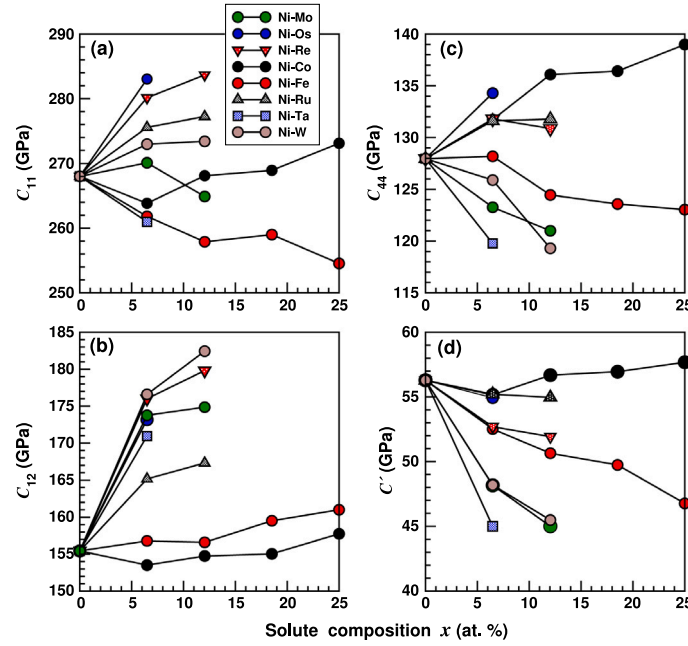 290
280
270
260
250
C11 (GPa)
(a)
0 5 10 15 20 25
Ni-Mo
Ni-Os
Ni-Re
Ni-Co
Ni-Fe
Ni-Ru
Ni-Ta
Ni-W
140
135
130
125
120
115
C44 (GPa)
(c)
0 5 10 15 20 25
185
180
175
170
165
160
155
150
C12 (GPa)
(b)
0 5 10 15 20 25
60
55
50
45
40
C′ (GPa)
(d)
0 5 10 15 20 25
Solute composition x (at. %)